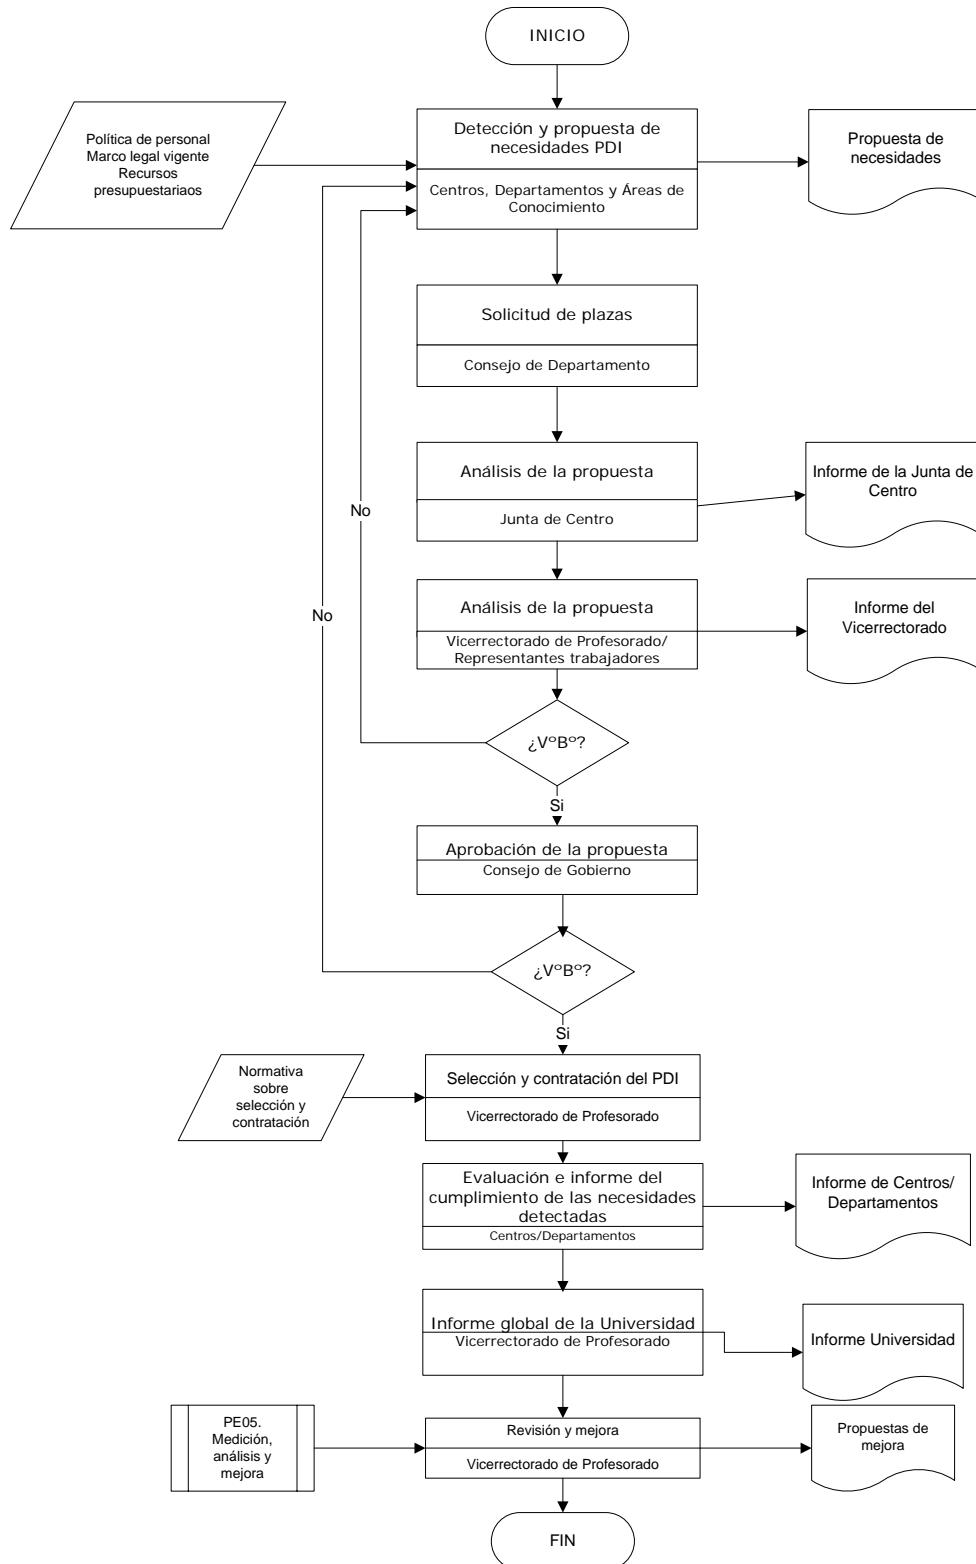 INICIO
Política de personal
Marco legal vigente
Recursos
presupuestariaos
Detección y propuesta de
necesidades PDI
Centros, Departamentos y Áreas de
Conocimiento
Propuesta de
necesidades
Solicitud de plazas
Consejo de Departamento
Análisis de la propuesta
Junta de Centro
Informe de la Junta de
Centro
No
No
Análisis de la propuesta
Vicerrectorado de Profesorado/
Representantes trabajadores
Informe del
Vicerrectorado
¿VºBº?
Si
Aprobación de la propuesta
Consejo de Gobierno
¿VºBº?
Si
Normativa
sobre
selección y
contratación
Selección y contratación del PDI
Vicerrectorado de Profesorado
Evaluación e informe del
cumplimiento de las necesidades
detectadas
Centros/Departamentos
Informe de Centros/
Departamentos
Informe global de la Universidad
Vicerrectorado de Profesorado
Informe Universidad
PE05.
Medición,
análisis y
mejora
Revisión y mejora
Vicerrectorado de Profesorado
Propuestas de
mejora
FIN